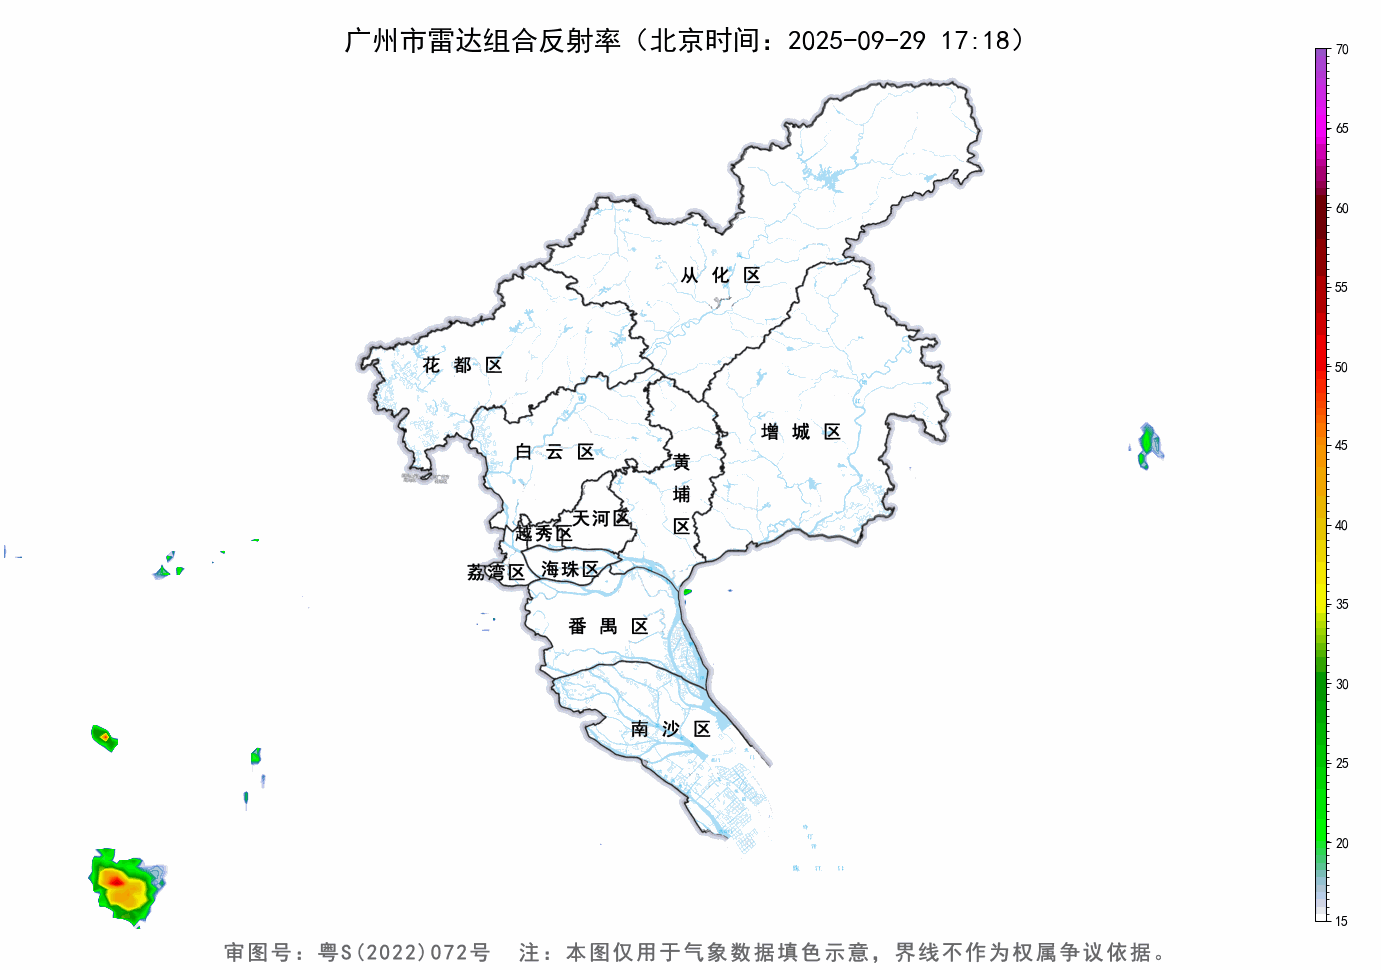 广州市雷达组合反射率（北京时间：2025-09-29 17:18）
70
65
60
55
50
45
40
35
30
25
20
15
从化区
花都区
增城区
白云区
黄埔区
天河区
越秀区
荔湾区
海珠区
番禺区
南沙区
审图号：粤S(2022)072号 注：本图仅用于气象数据填色示意，界线不作为权属争议依据。